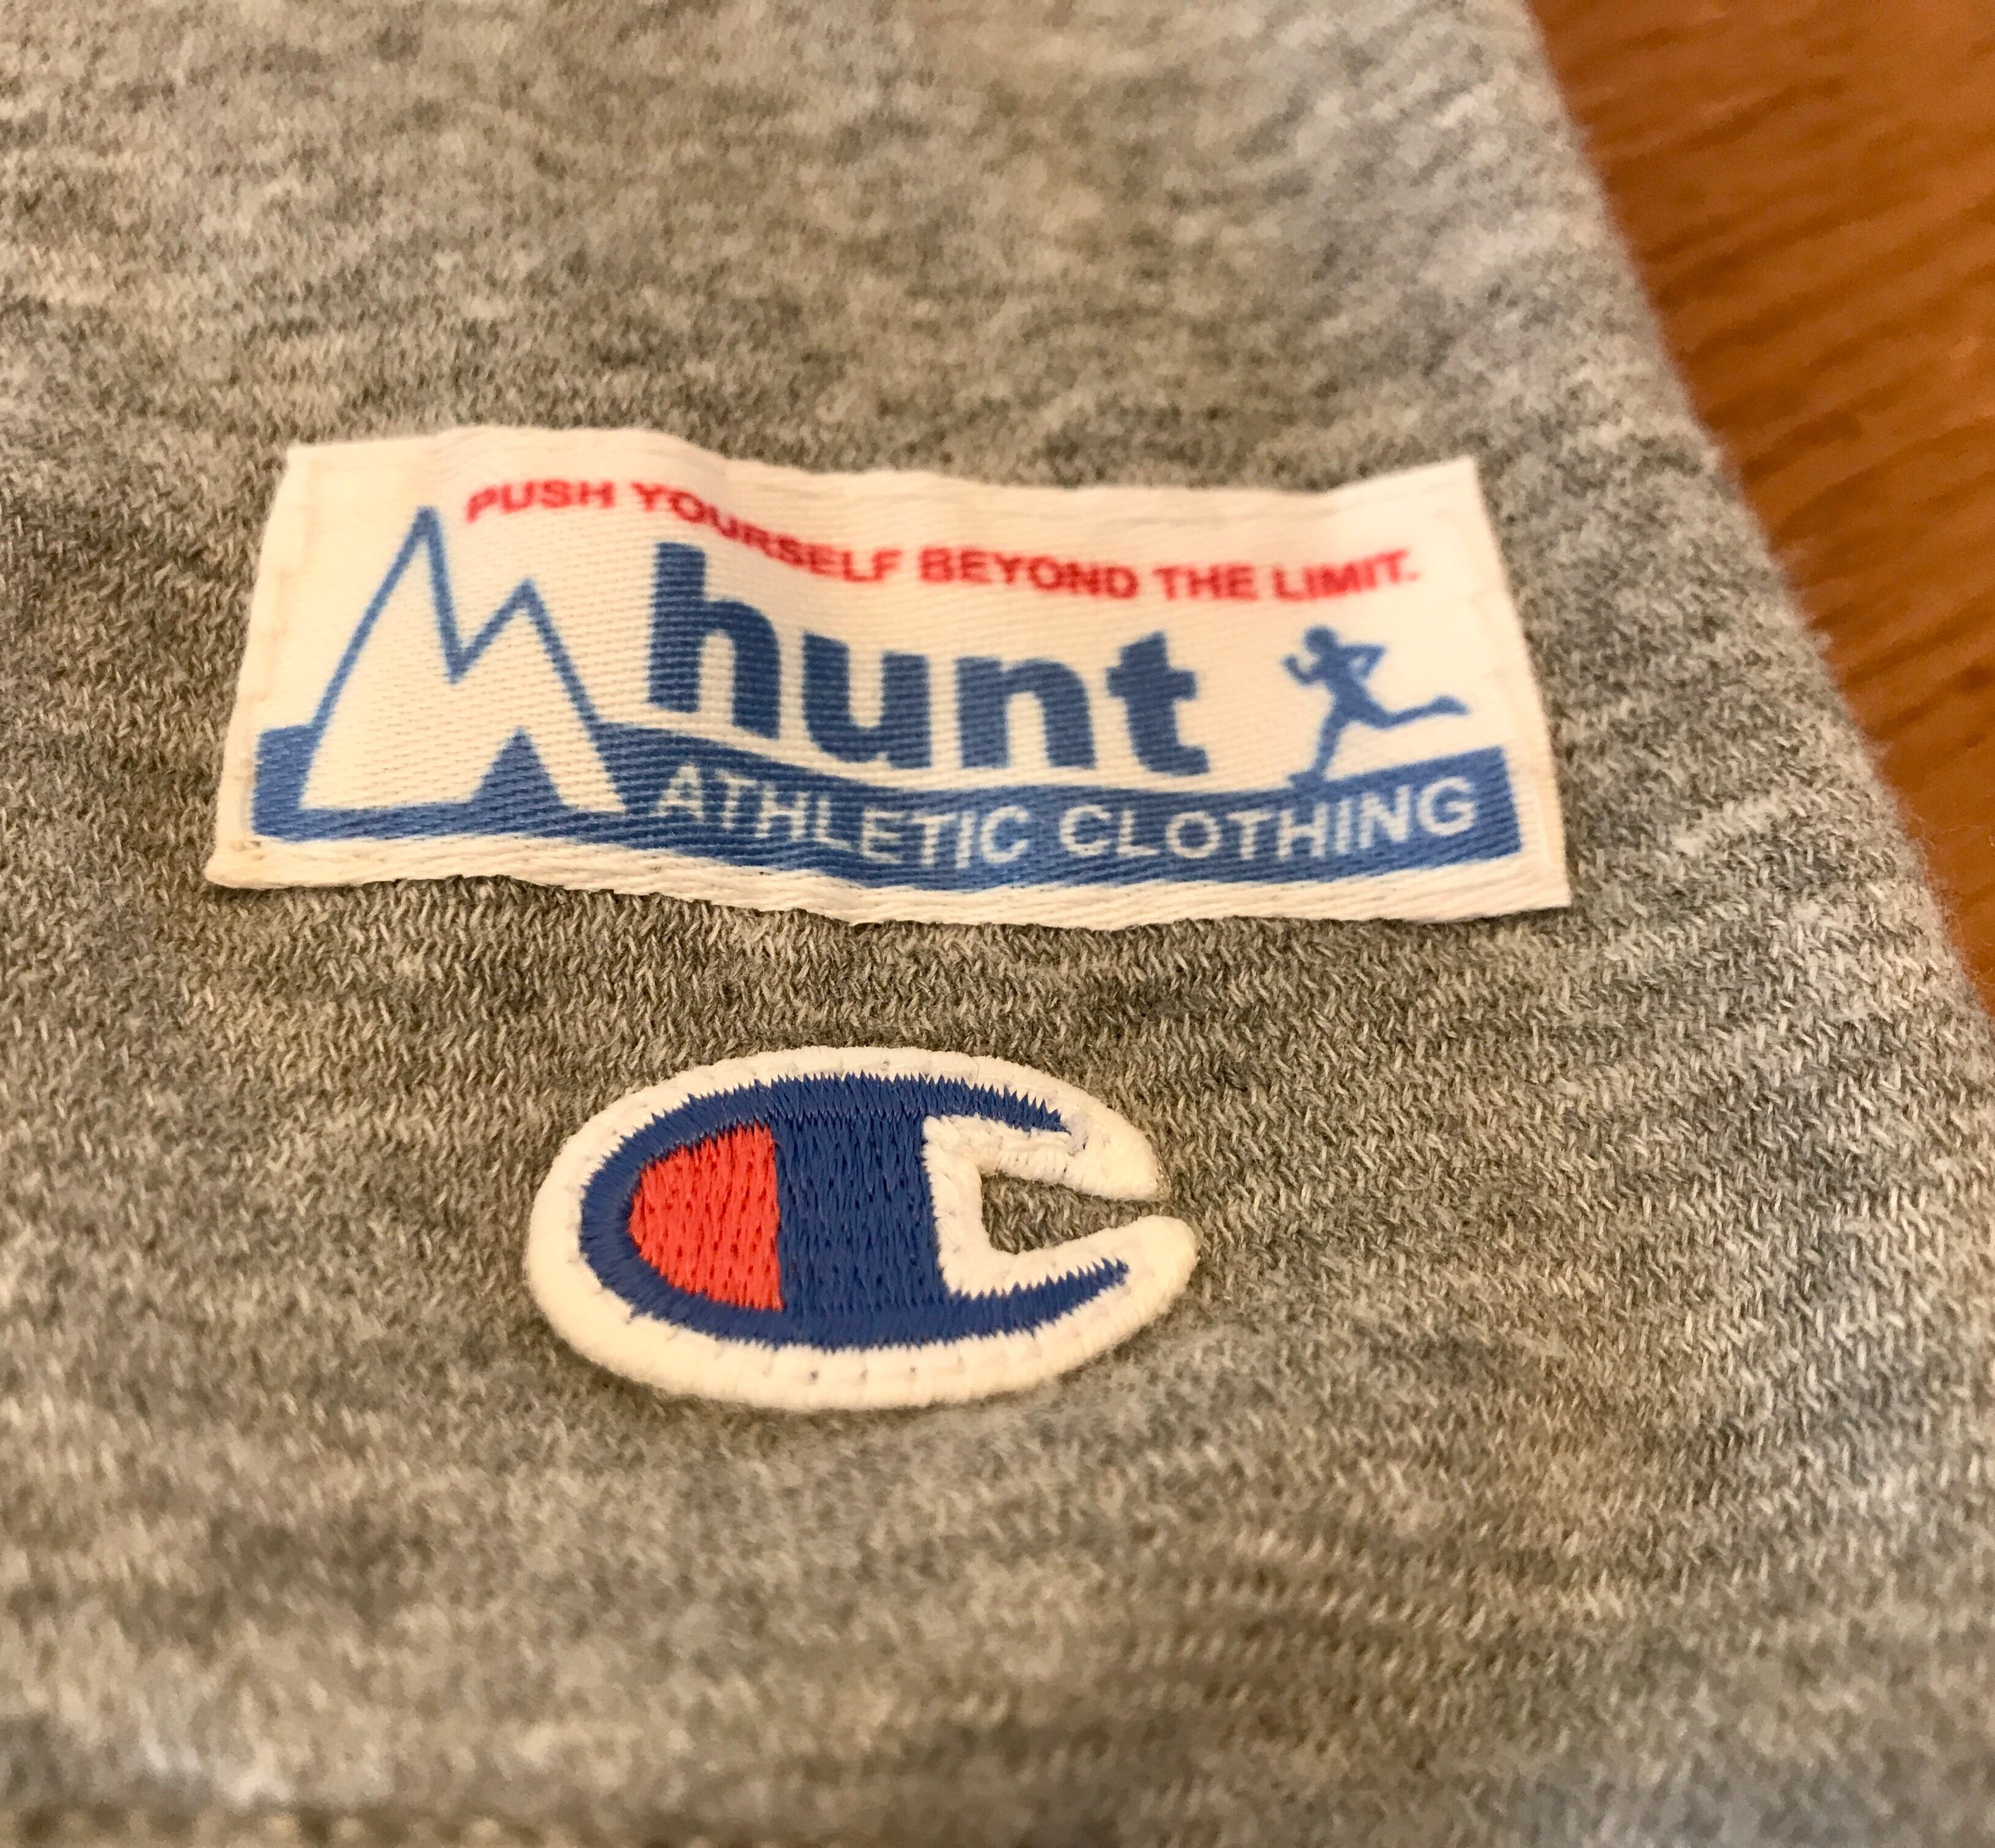 PUSH YOURSELF BEYOND THE LIMIT.
hunt
ATHLETIC CLOTHING